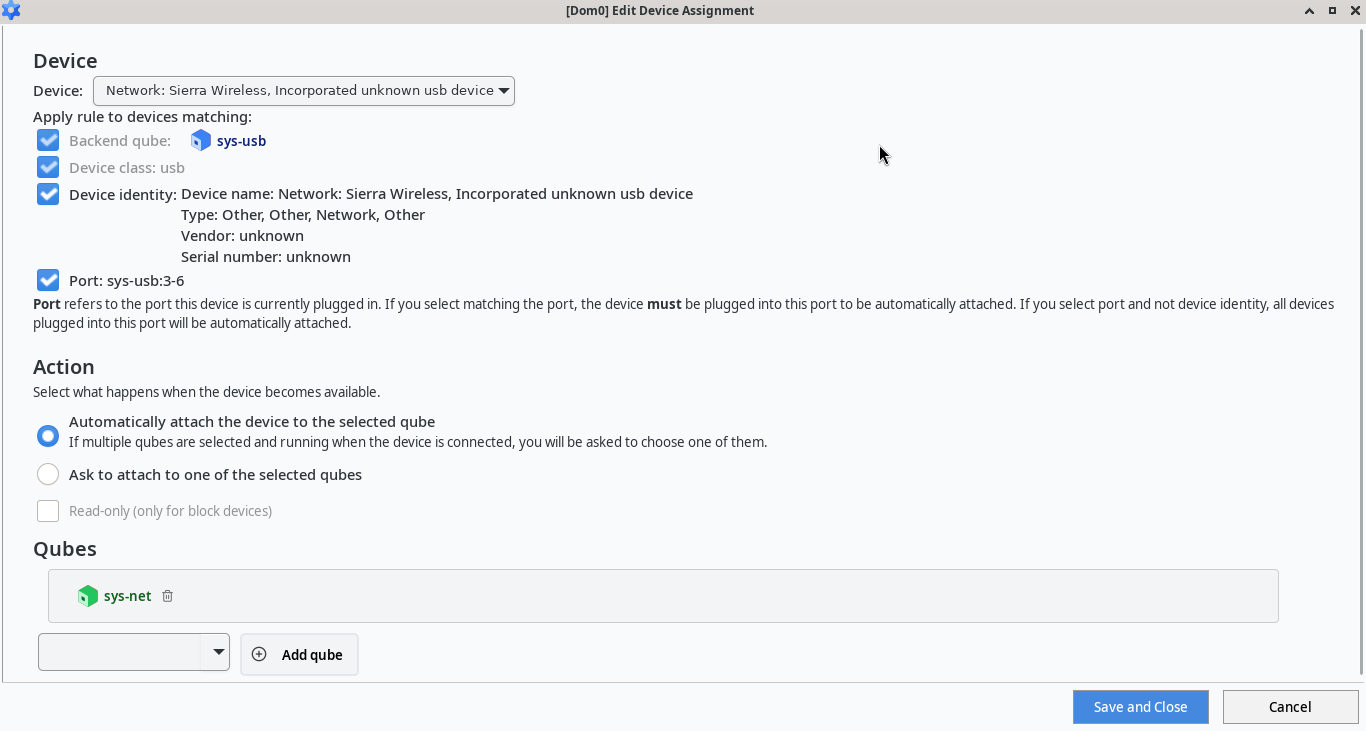 [Dom0] Edit Device Assignment
Device
Device: Network: Sierra Wireless, Incorporated unknown usb device
Apply rule to devices matching:
Backend qube: sys-usb
Device class: usb
Device identity: Device name: Network: Sierra Wireless, Incorporated unknown usb device
Type: Other, Other, Network, Other
Vendor: unknown
Serial number: unknown
Port: sys-usb:3-6
Port refers to the port this device is currently plugged in. If you select matching the port, the device must be plugged into this port to be automatically attached. If you select port and not device identity, all devices
plugged into this port will be automatically attached.
Action
Select what happens when the device becomes available.
Automatically attach the device to the selected qube
If multiple qubes are selected and running when the device is connected, you will be asked to choose one of them.
Ask to attach to one of the selected qubes
Read-only (only for block devices)
Qubes
sys-net
Add qube
Save and Close Cancel